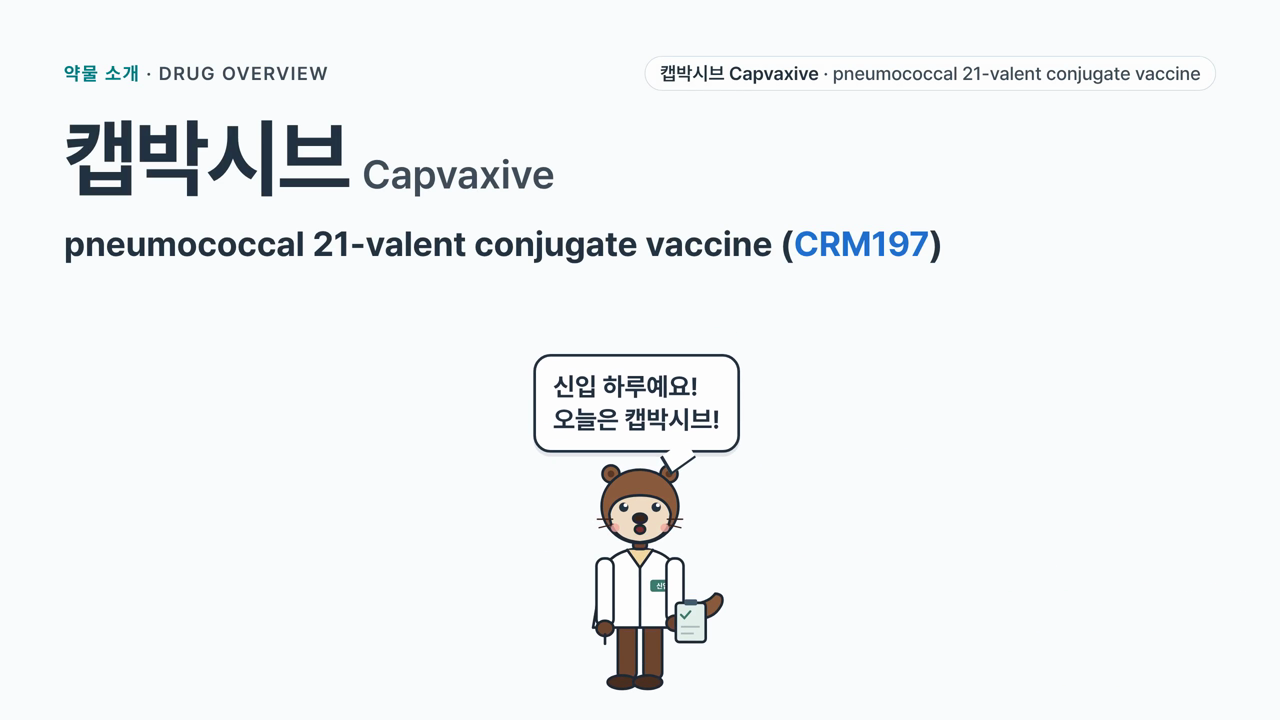 약물 소개 · DRUG OVERVIEW
캡박시브 Capvaxive · pneumococcal 21-valent conjugate vaccine
캡박시브 Capvaxive
pneumococcal 21-valent conjugate vaccine (CRM197)
신입 하루예요!
오늘은 캡박시브!